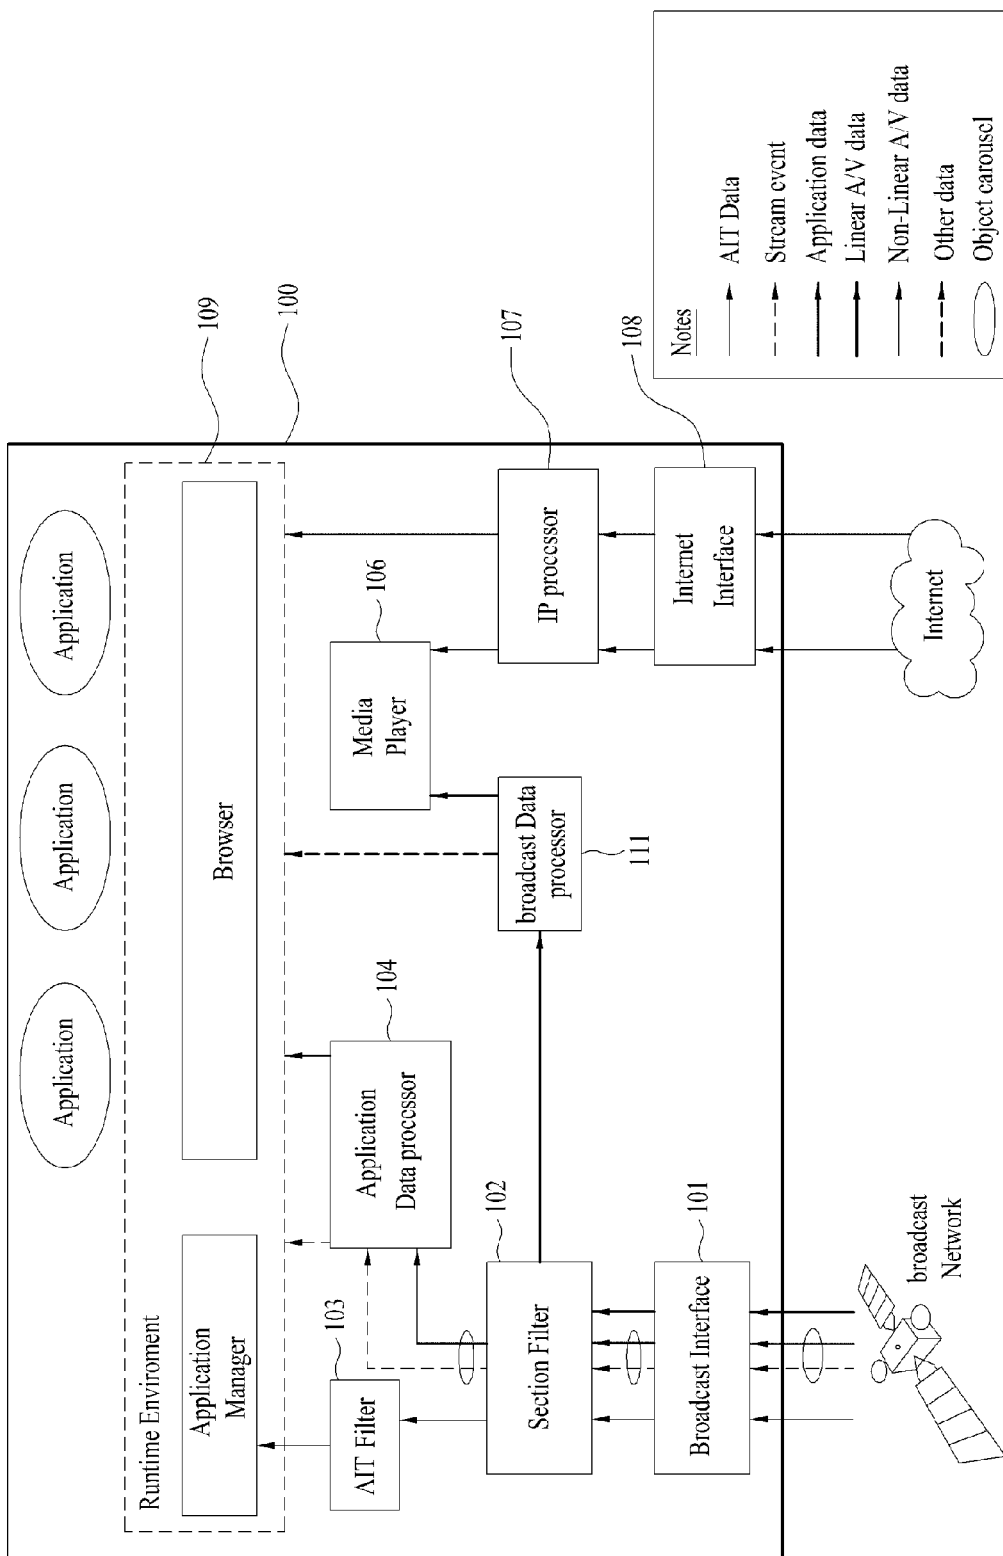 Application
Application
Application
109
100
Runtime Enviroment
Application
Manager
Browser
103
AIT Filter
104
Application
Data processor
106
Media
Player
107
IP processor
102
Section Filter
broadcast Data
processor
111
101
Broadcast Interface
108
Internet
Interface
broadcast
Network
Internet
Notes
AIT Data
Stream event
Application data
Linear A/V data
Non-Linear A/V data
Other data
Object carousel